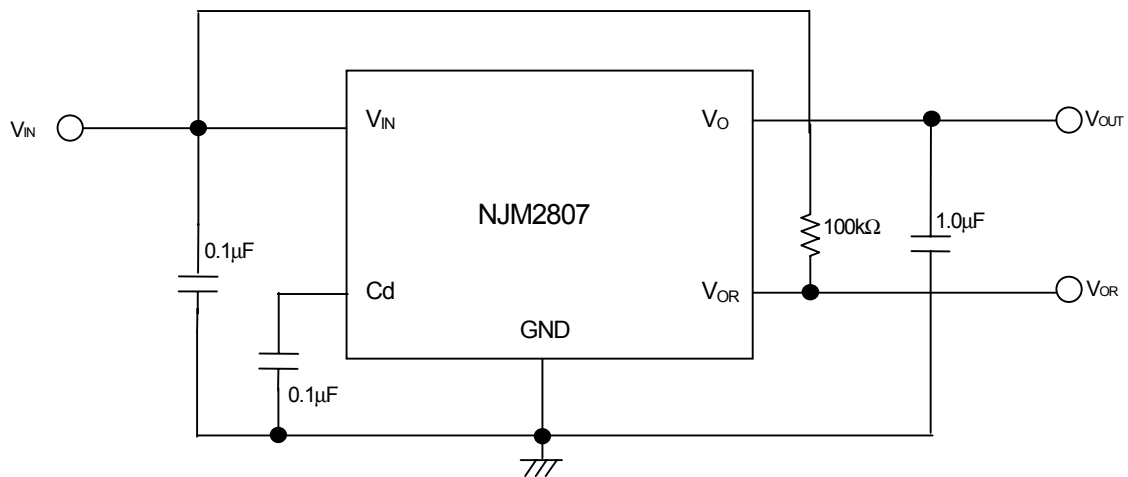 VIN
VIN
VO
VOUT
NJM2807
100kΩ
1.0μF
0.1μF
Cd
VOR
VOR
GND
0.1μF